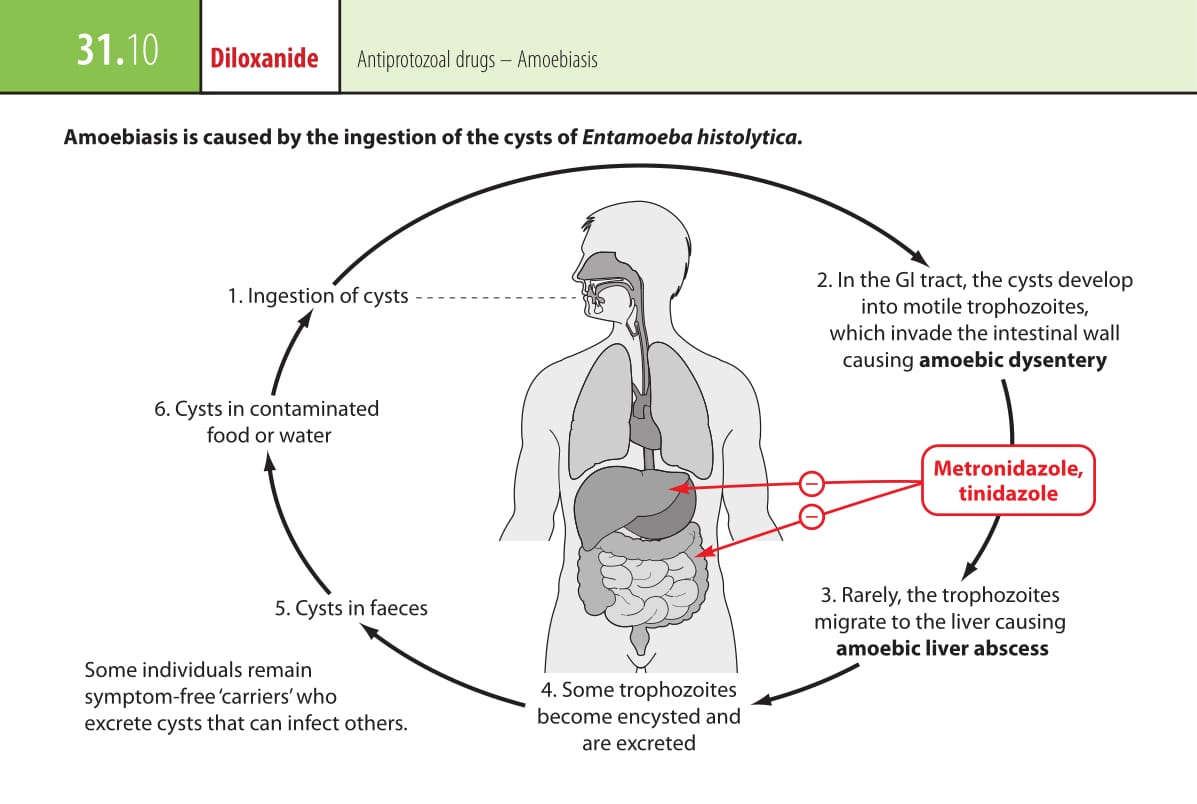 31.10
Diloxanide
Antiprotozoal drugs – Amoebiasis
Amoebiasis is caused by the ingestion of the cysts of Entamoeba histolytica.
1. Ingestion of cysts
2. In the GI tract, the cysts develop
into motile trophozoites,
which invade the intestinal wall
causing amoebic dysentery
Metronidazole,
tinidazole
−
−
3. Rarely, the trophozoites
migrate to the liver causing
amoebic liver abscess
4. Some trophozoites
become encysted and
are excreted
5. Cysts in faeces
6. Cysts in contaminated
food or water
Some individuals remain
symptom-free ‘carriers’ who
excrete cysts that can infect others.